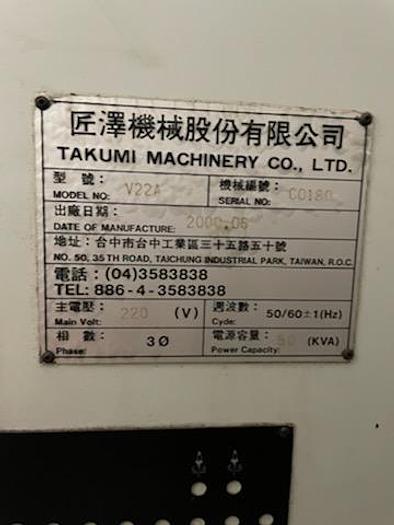 匠澤機械股份有限公司
TAKUMI MACHINERY CO., LTD.
型 號： V22A 機械編號：
MODEL NO: SERIAL NO:
出廠日期：
DATE OF MANUFACTURE: 2000.06
地址：台中市台中工業區三十五路五十號
NO. 50, 35 TH ROAD, TAICHUNG INDUSTRIAL PARK, TAIWAN, R.O.C.
電話：(04)3583838
TEL: 886-4-3583838
主電壓： 220 (V) 週波數： 50/60±1(Hz)
Main Volt: Cycle:
相 數： 3Ø 電源容量： (KVA)
Phase: Power Capacity: